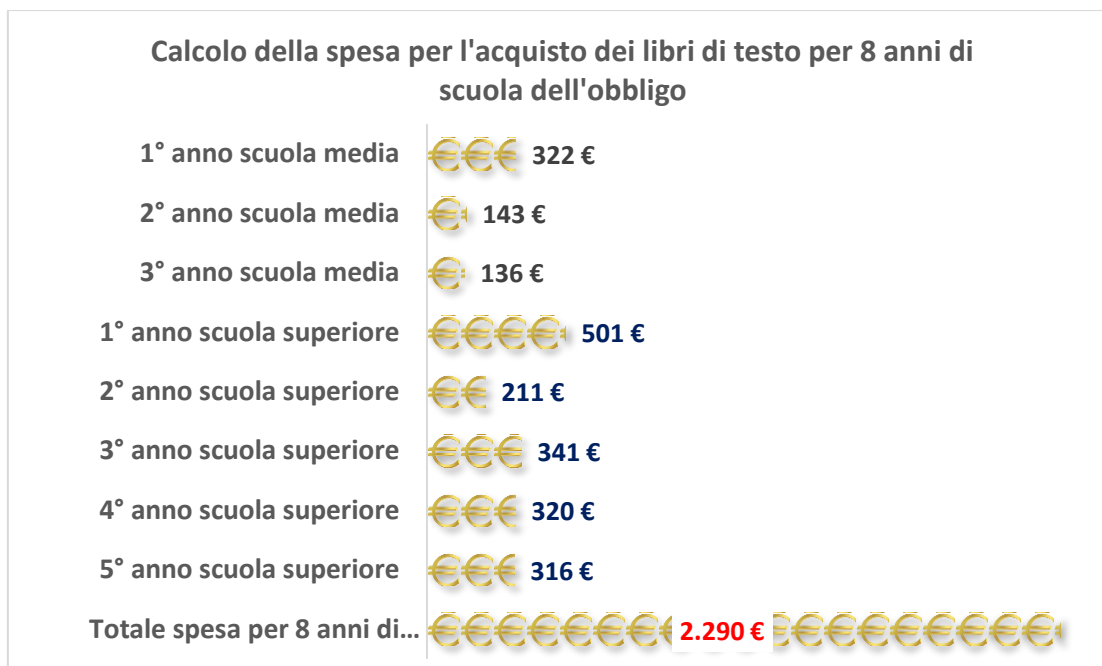 Calcolo della spesa per l'acquisto dei libri di testo per 8 anni di
scuola dell'obbligo
1° anno scuola media 322 €
2° anno scuola media 143 €
3° anno scuola media 136 €
1° anno scuola superiore 501 €
2° anno scuola superiore 211 €
3° anno scuola superiore 341 €
4° anno scuola superiore 320 €
5° anno scuola superiore 316 €
Totale spesa per 8 anni di... 2.290 €